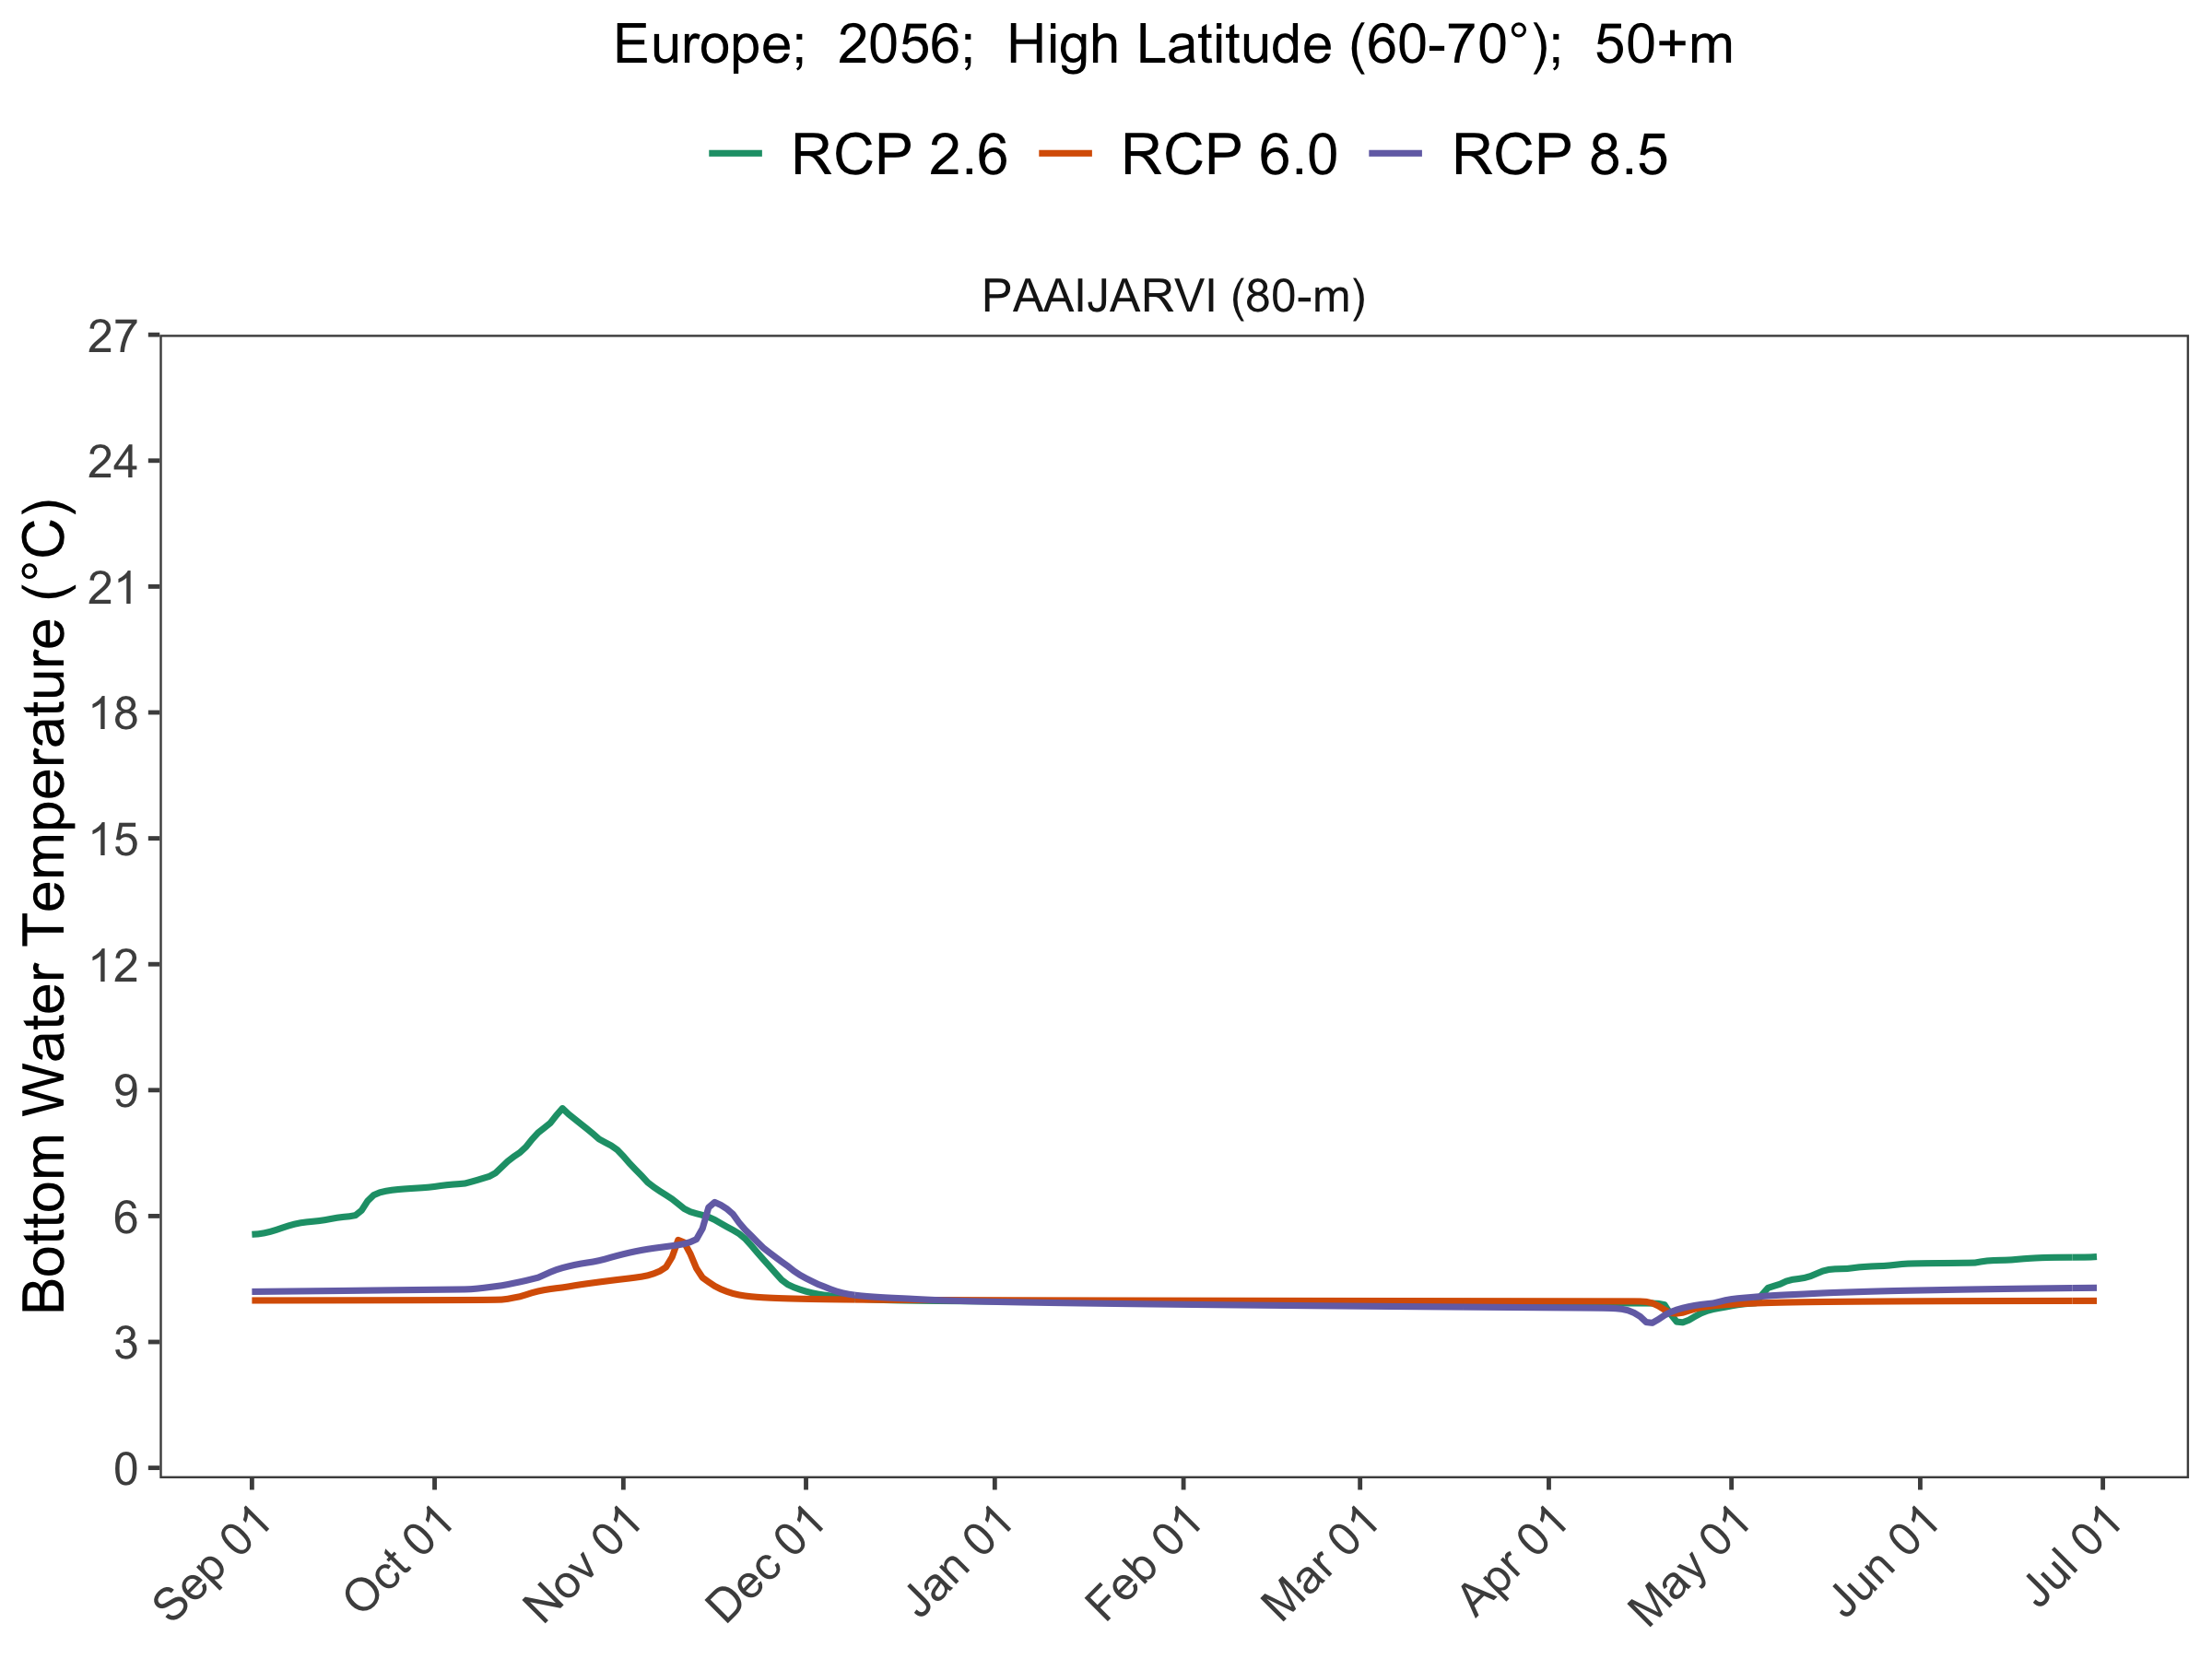 Europe;  2056;  High Latitude (60-70°);  50+m
RCP 2.6 RCP 6.0 RCP 8.5
PAAIJARVI (80-m)
Bottom Water Temperature (°C)
27
24
21
18
15
12
9
6
3
0
Sep 01 Oct 01 Nov 01 Dec 01 Jan 01 Feb 01 Mar 01 Apr 01 May 01 Jun 01 Jul 01